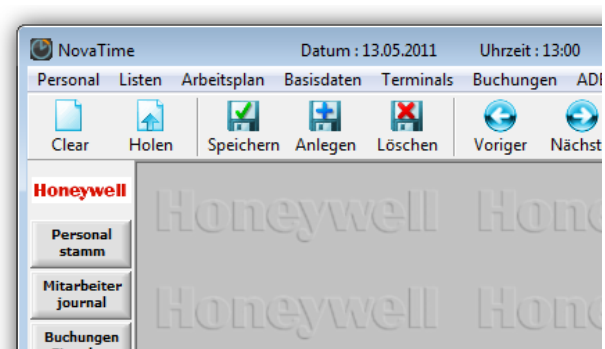 NovaTime Datum : 13.05.2011 Uhrzeit : 13:00
Personal Listen Arbeitsplan Basisdaten Terminals Buchungen
Clear Holen Speichern Anlegen Löschen Voriger
Honeywell
Personal
stamm
Mitarbeiter
journal
Buchungen
Honeywell
Honeywell